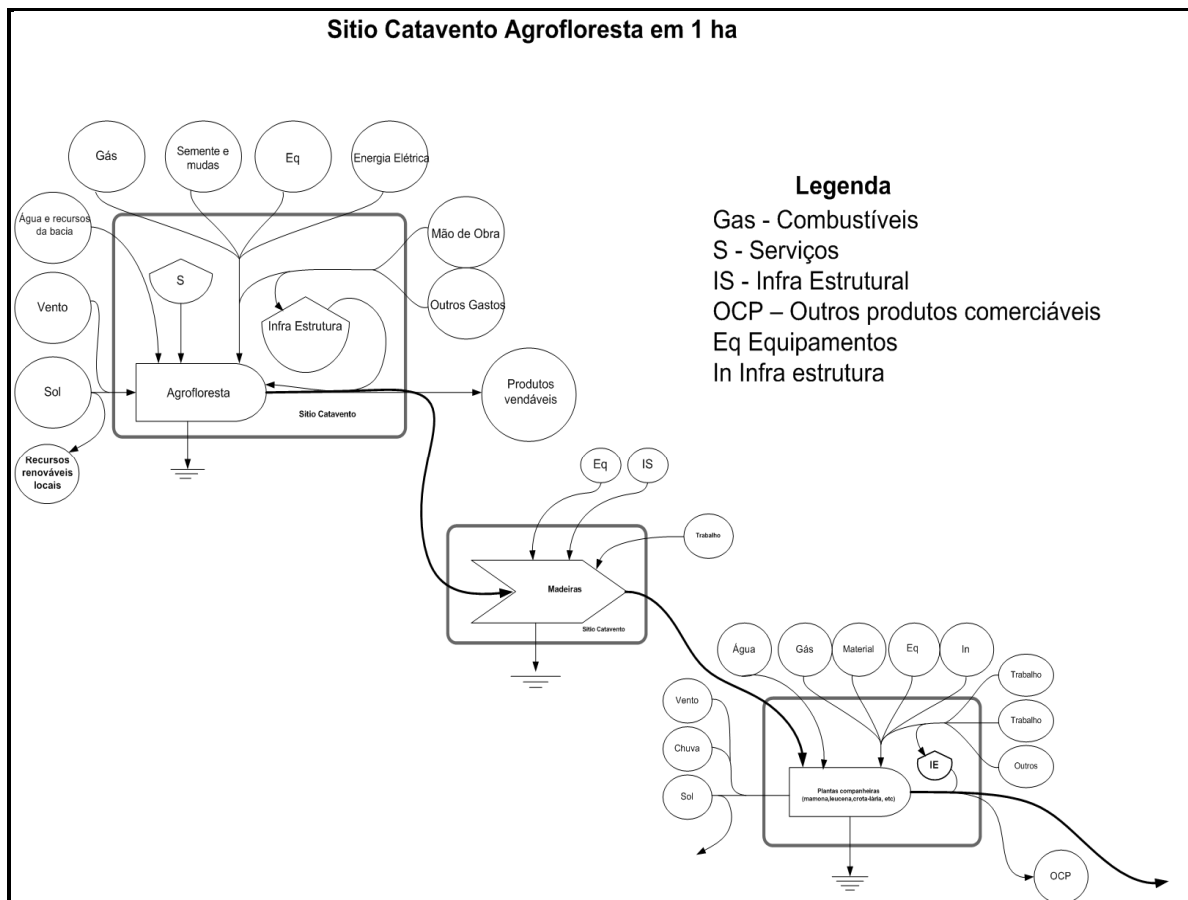 Sitio Catavento Agrofloresta em 1 ha
Gás
Semente e
mudas
Eq
Energia Elétrica
Água e recursos
da bacia
Mão de Obra
S
Vento
Outros Gastos
Infra Estrutura
Sol
Agrofloresta
Produtos
vendáveis
Sitio Catavento
Recursos
renováveis
locais
Legenda
Gas - Combustíveis
S - Serviços
IS - Infra Estrutural
OCP – Outros produtos comerciáveis
Eq Equipamentos
In Infra estrutura
Eq
IS
Trabalho
Madeiras
Sitio Catavento
Água
Gás
Material
Eq
In
Trabalho
Vento
Trabalho
Chuva
IE
Outros
Sol
Plantas companheiras
(mamona,leucena,crota-lária, etc)
OCP